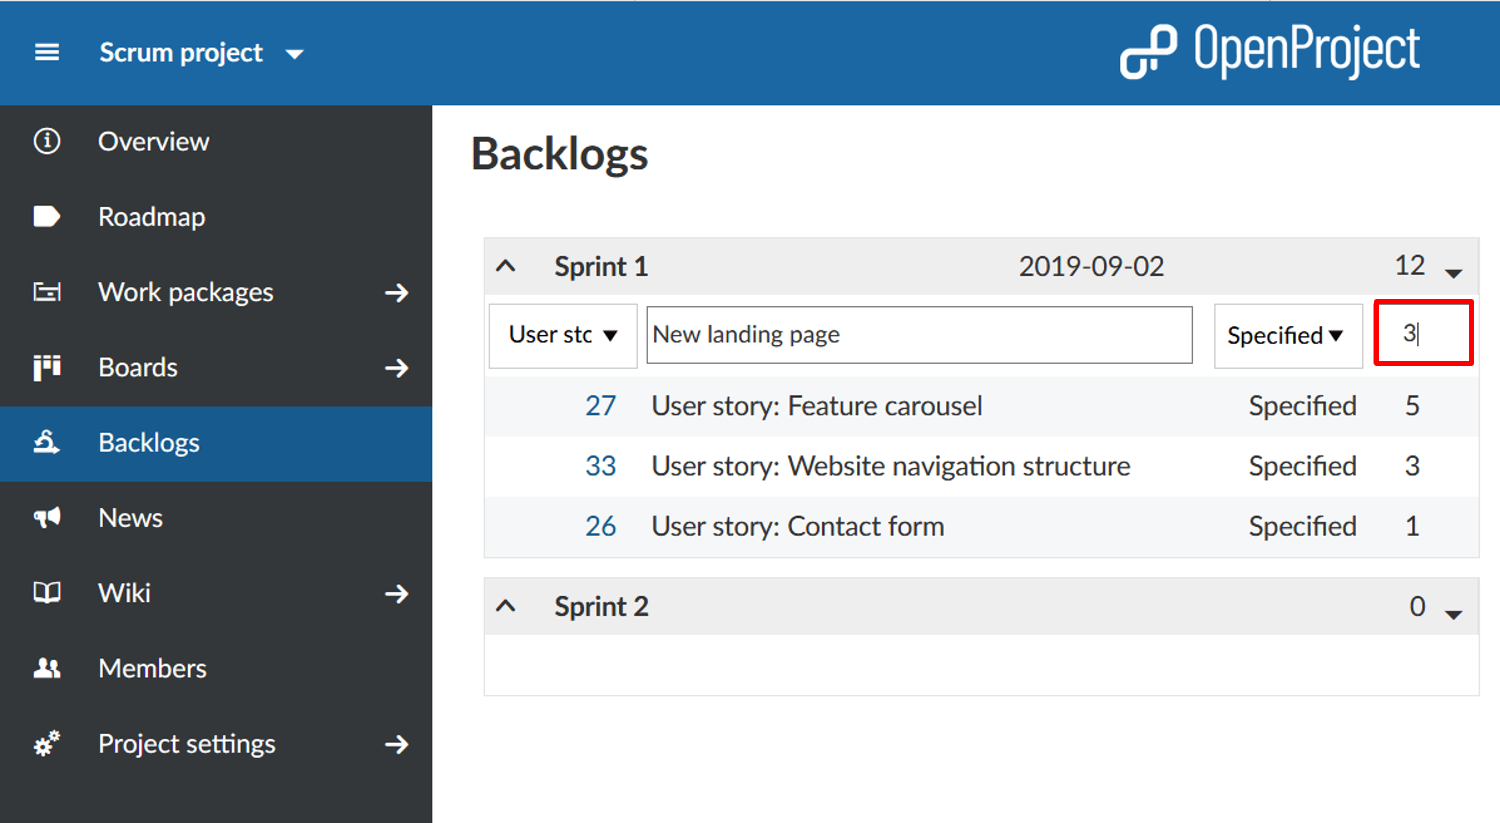 Scrum project
OpenProject
Overview
Roadmap
Work packages
Boards
Backlogs
News
Wiki
Members
Project settings
Backlogs
Sprint 1 2019-09-02 12
User stc New landing page Specified 3
27 User story: Feature carousel Specified 5
33 User story: Website navigation structure Specified 3
26 User story: Contact form Specified 1
Sprint 2 0